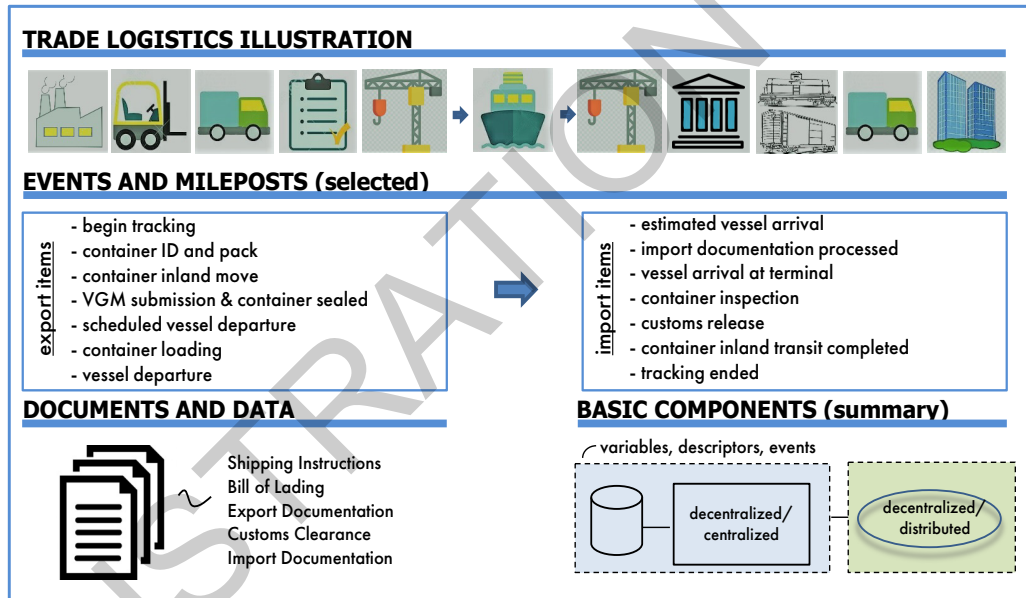 TRADE LOGISTICS ILLUSTRATION
EVENTS AND MILEPOSTS (selected)
export items
- begin tracking
- container ID and pack
- container inland move
- VGM submission & container sealed
- scheduled vessel departure
- container loading
- vessel departure
import items
- estimated vessel arrival
- import documentation processed
- vessel arrival at terminal
- container inspection
- customs release
- container inland transit completed
- tracking ended
DOCUMENTS AND DATA
Shipping Instructions
Bill of Lading
Export Documentation
Customs Clearance
Import Documentation
BASIC COMPONENTS (summary)
variables, descriptors, events
decentralized/
centralized
decentralized/
distributed
USTRATION